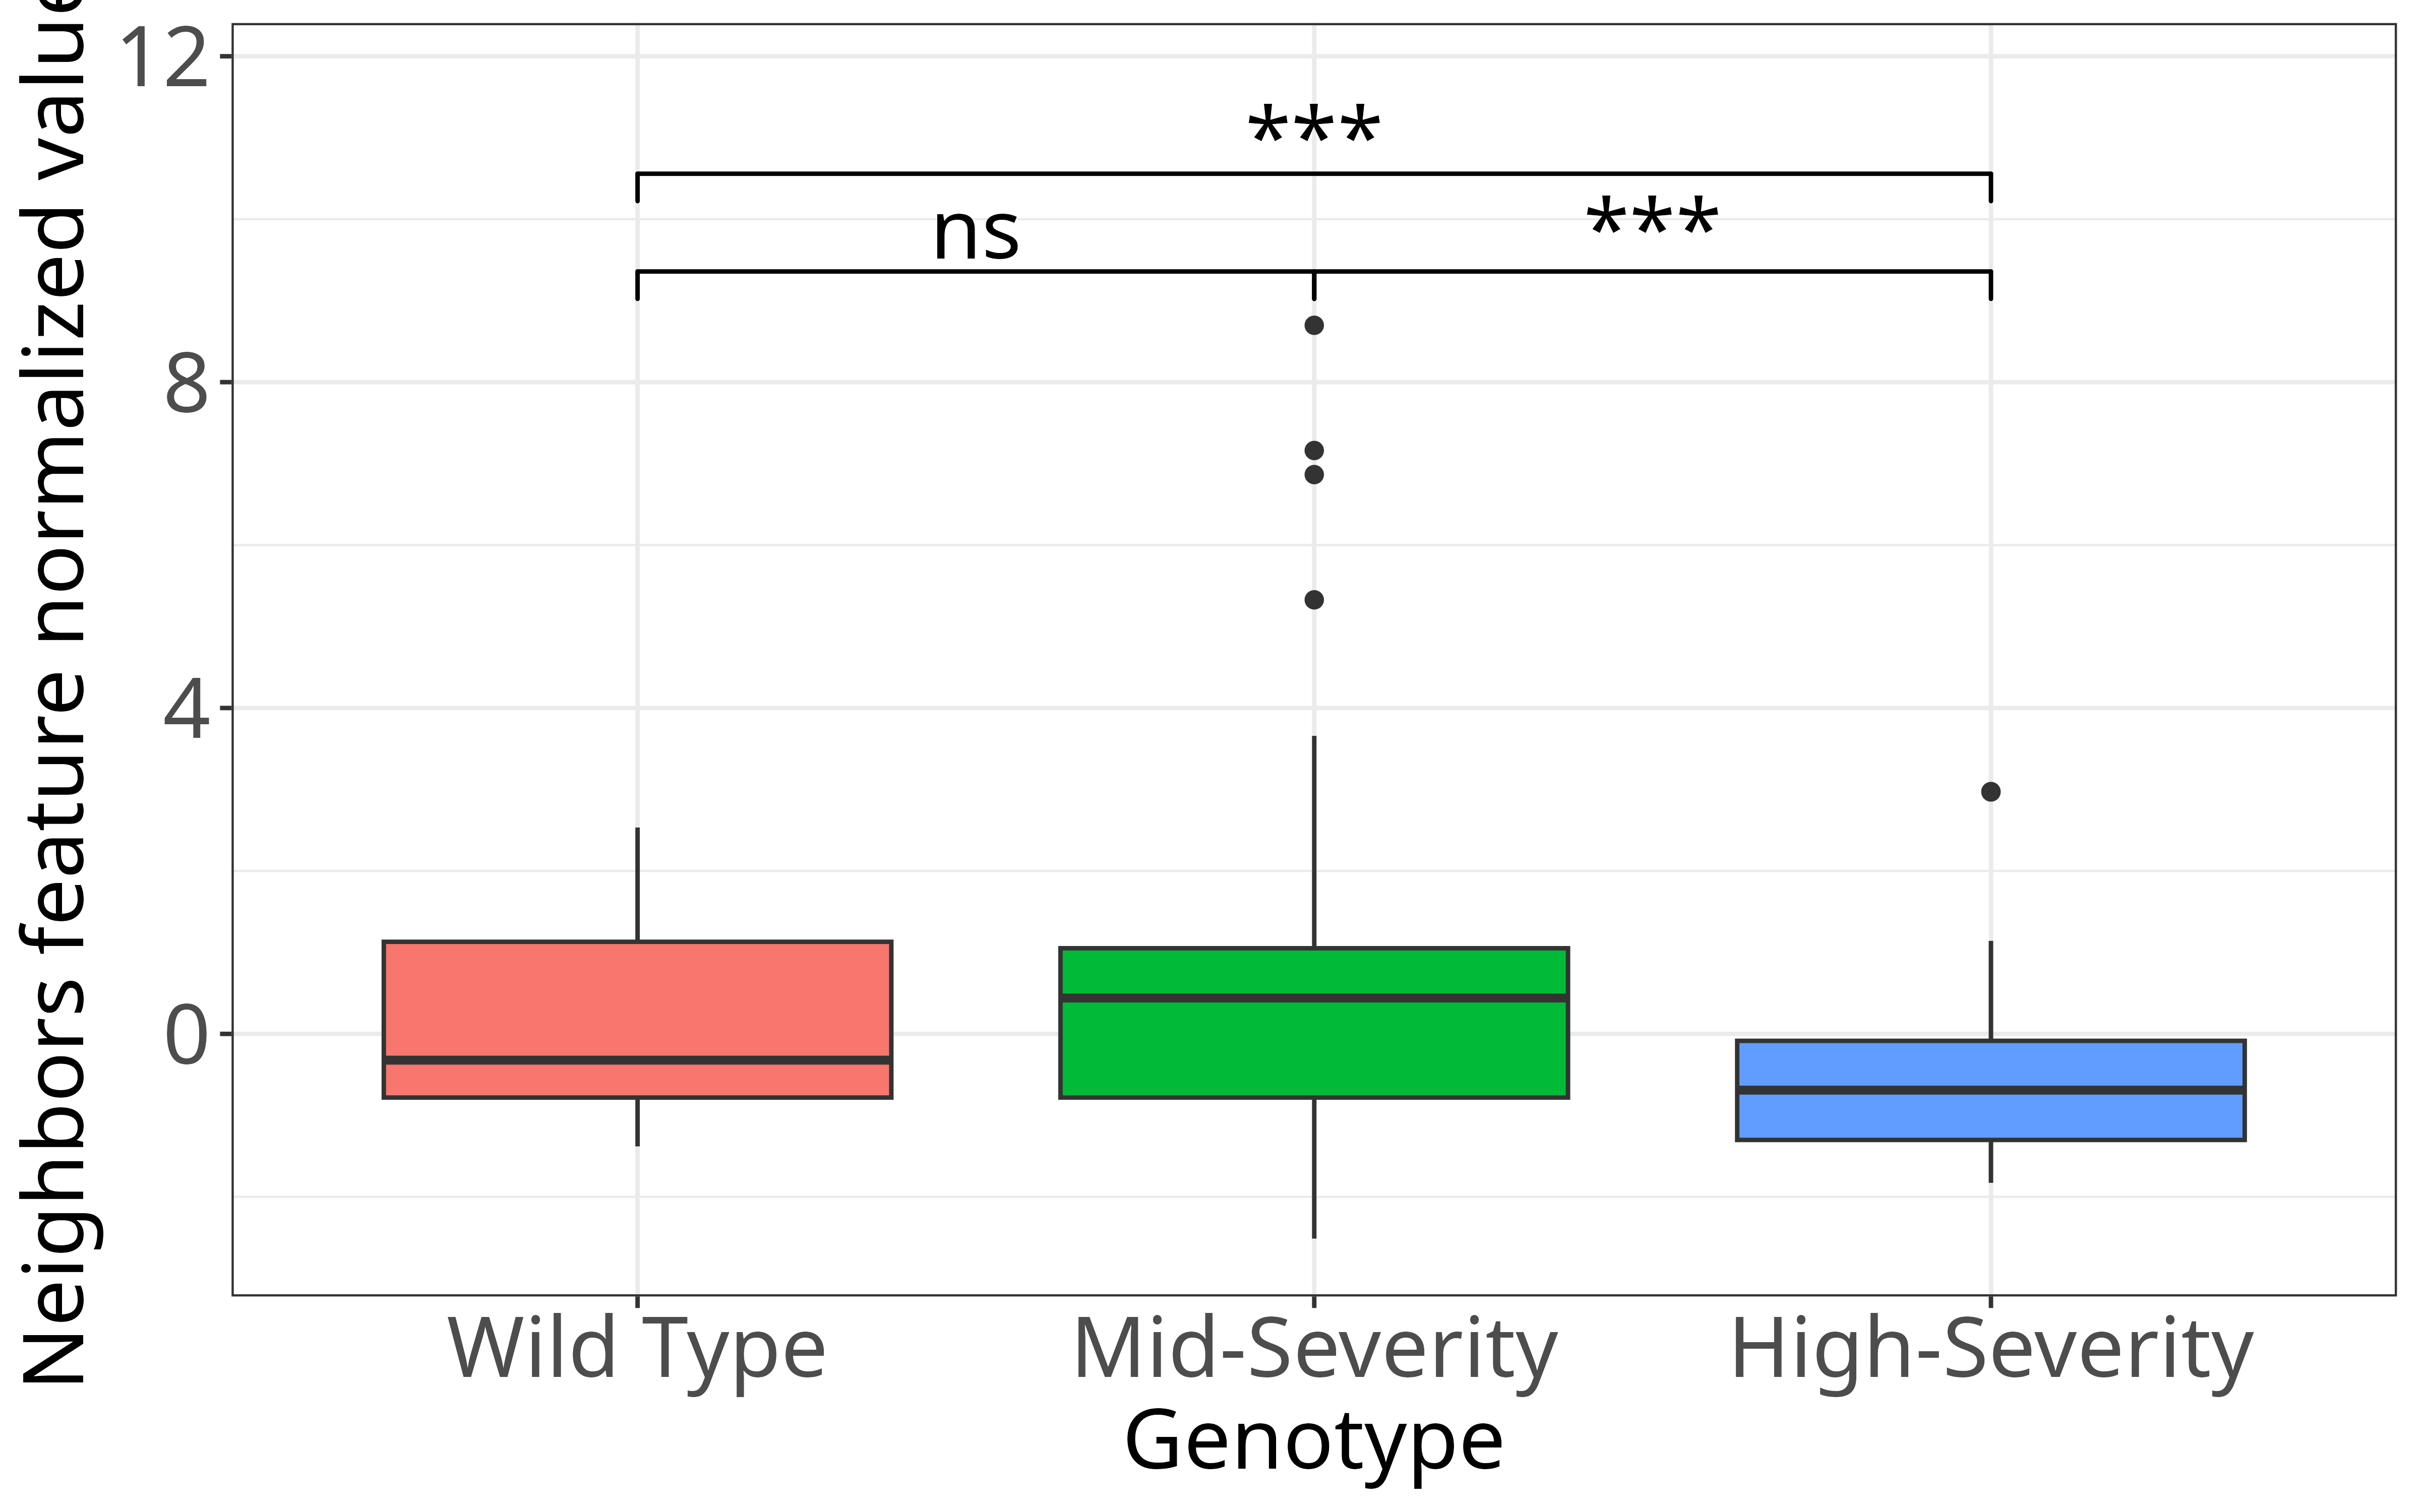 Neighbors feature normalized value
12
8
4
0
***
ns
***
Wild Type
Mid-Severity
High-Severity
Genotype